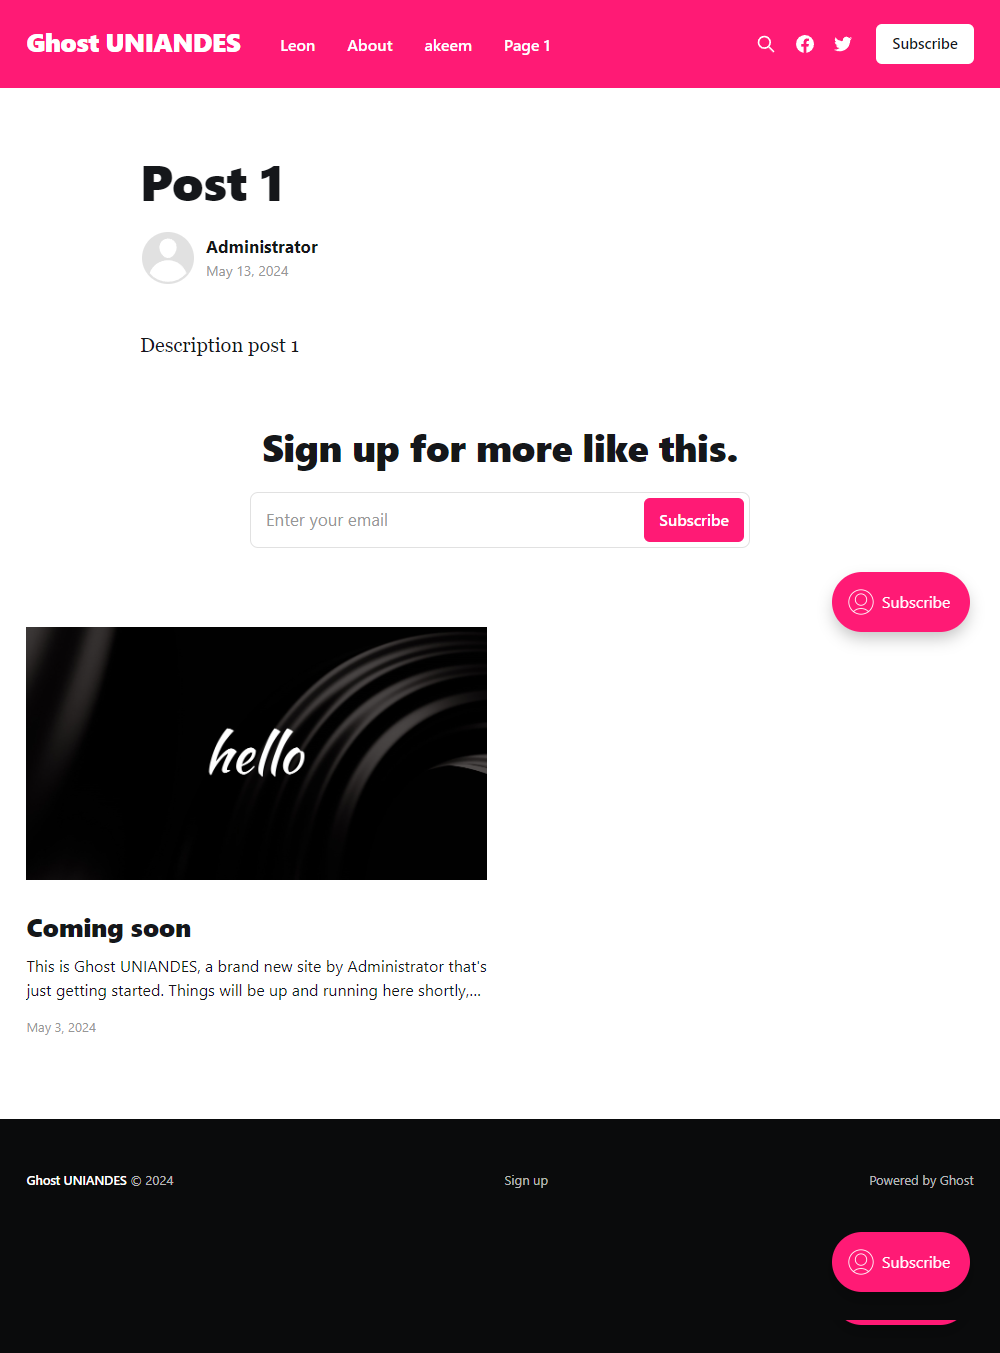 Ghost UNIANDES
Leon
About
akeem
Page 1
Subscribe
Post 1
Administrator
May 13, 2024
Description post 1
Sign up for more like this.
Enter your email
Subscribe
Subscribe
hello
Coming soon
This is Ghost UNIANDES, a brand new site by Administrator that's
just getting started. Things will be up and running here shortly,...
May 3, 2024
Ghost UNIANDES © 2024
Sign up
Powered by Ghost
Subscribe